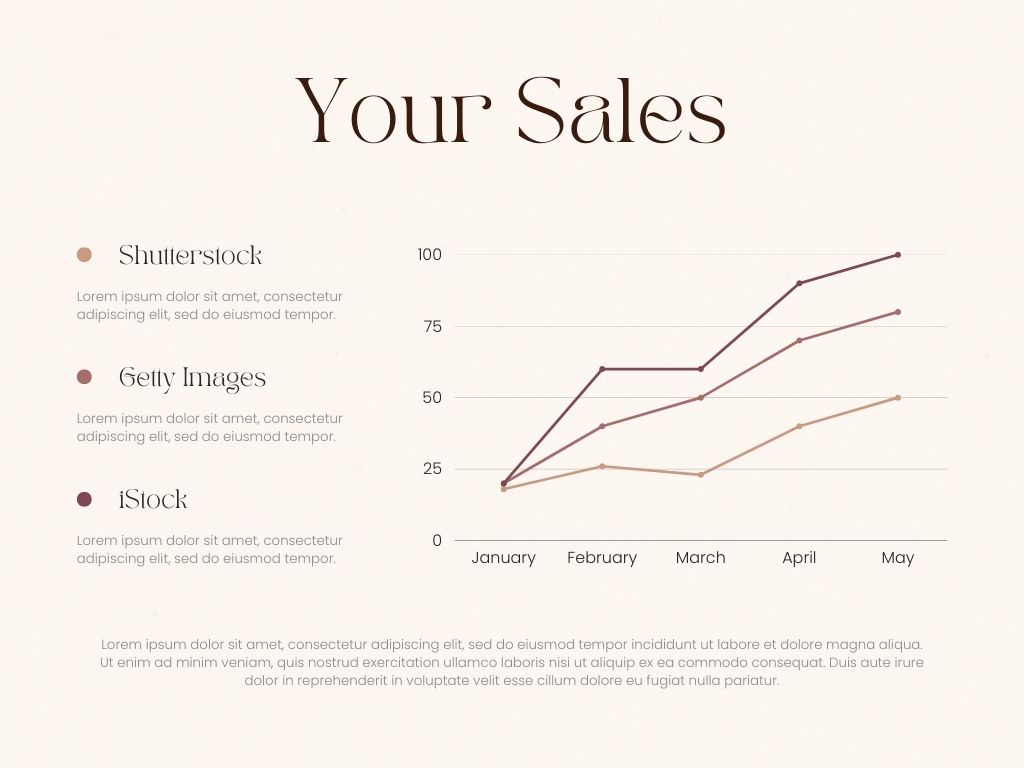 Your Sales
Shutterstock
Lorem ipsum dolor sit amet, consectetur
adipiscing elit, sed do eiusmod tempor.
Getty Images
Lorem ipsum dolor sit amet, consectetur
adipiscing elit, sed do eiusmod tempor.
iStock
Lorem ipsum dolor sit amet, consectetur
adipiscing elit, sed do eiusmod tempor.
100
75
50
25
0
January February March April May
Lorem ipsum dolor sit amet, consectetur adipiscing elit, sed do eiusmod tempor incididunt ut labore et dolore magna aliqua.
Ut enim ad minim veniam, quis nostrud exercitation ullamco laboris nisi ut aliquip ex ea commodo consequat. Duis aute irure
dolor in reprehenderit in voluptate velit esse cillum dolore eu fugiat nulla pariatur.